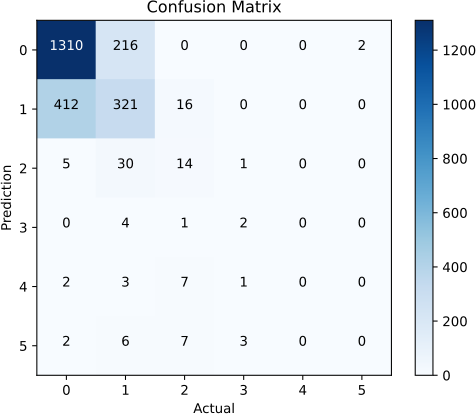 Confusion Matrix
0 1310 216 0 0 0 2
1 412 321 16 0 0 0
2 5 30 14 1 0 0
3 0 4 1 2 0 0
4 2 3 7 1 0 0
5 2 6 7 3 0 0
0 1 2 3 4 5
Actual
Prediction
1200
1000
800
600
400
200
0